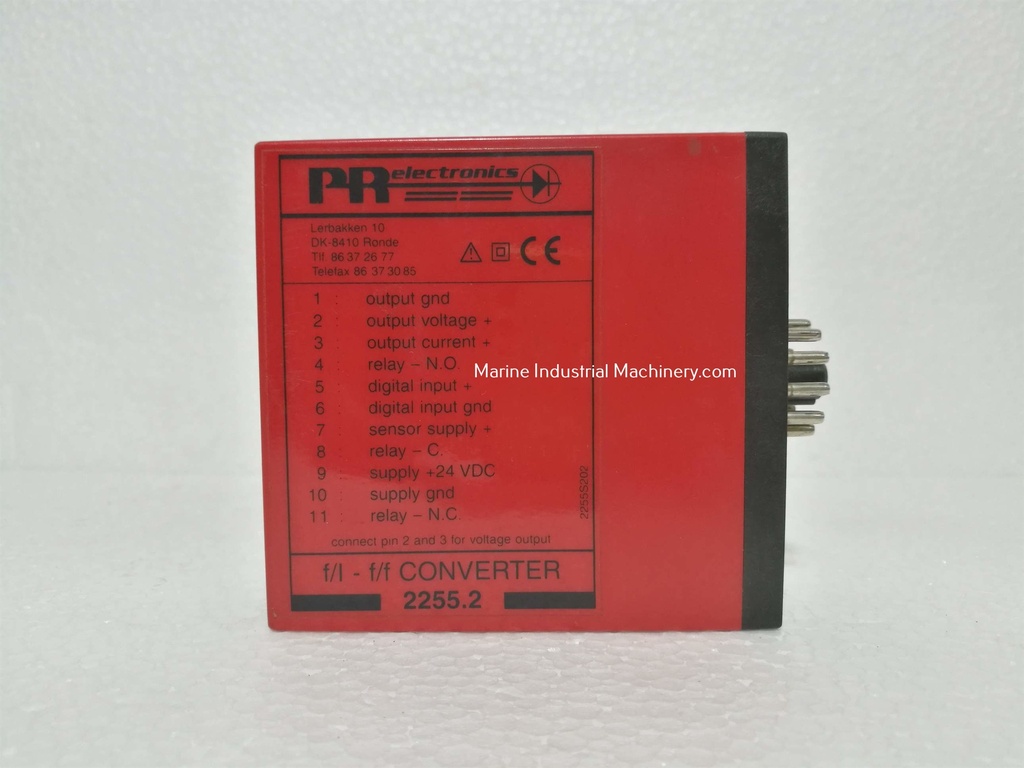 PR electronics
Lerbakken 10
DK-8410 Rønde
Tlf 86 37 26 77
Telefax 86 37 30 85
CE
1 : output gnd
2 : output voltage +
3 : output current +
4 : relay – N.O.
5 : digital input +
6 : digital input gnd
7 : sensor supply +
8 : relay – C.
9 : supply +24 VDC
10 : supply gnd
11 : relay – N.C.
connect pin 2 and 3 for voltage output
2255S202
f/I - f/f CONVERTER
2255.2
Marine Industrial Machinery.com